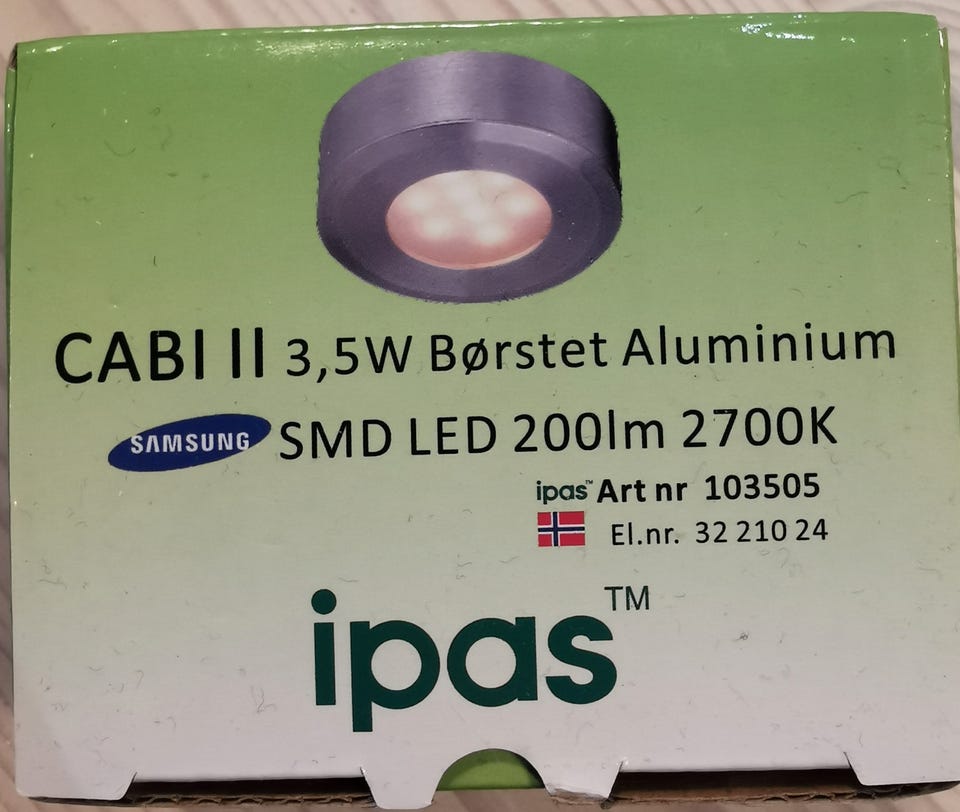 CABI II 3,5W Børstet Aluminium
SAMSUNG SMD LED 200lm 2700K
ipas™ Art nr 103505
El.nr. 32 210 24
ipas™